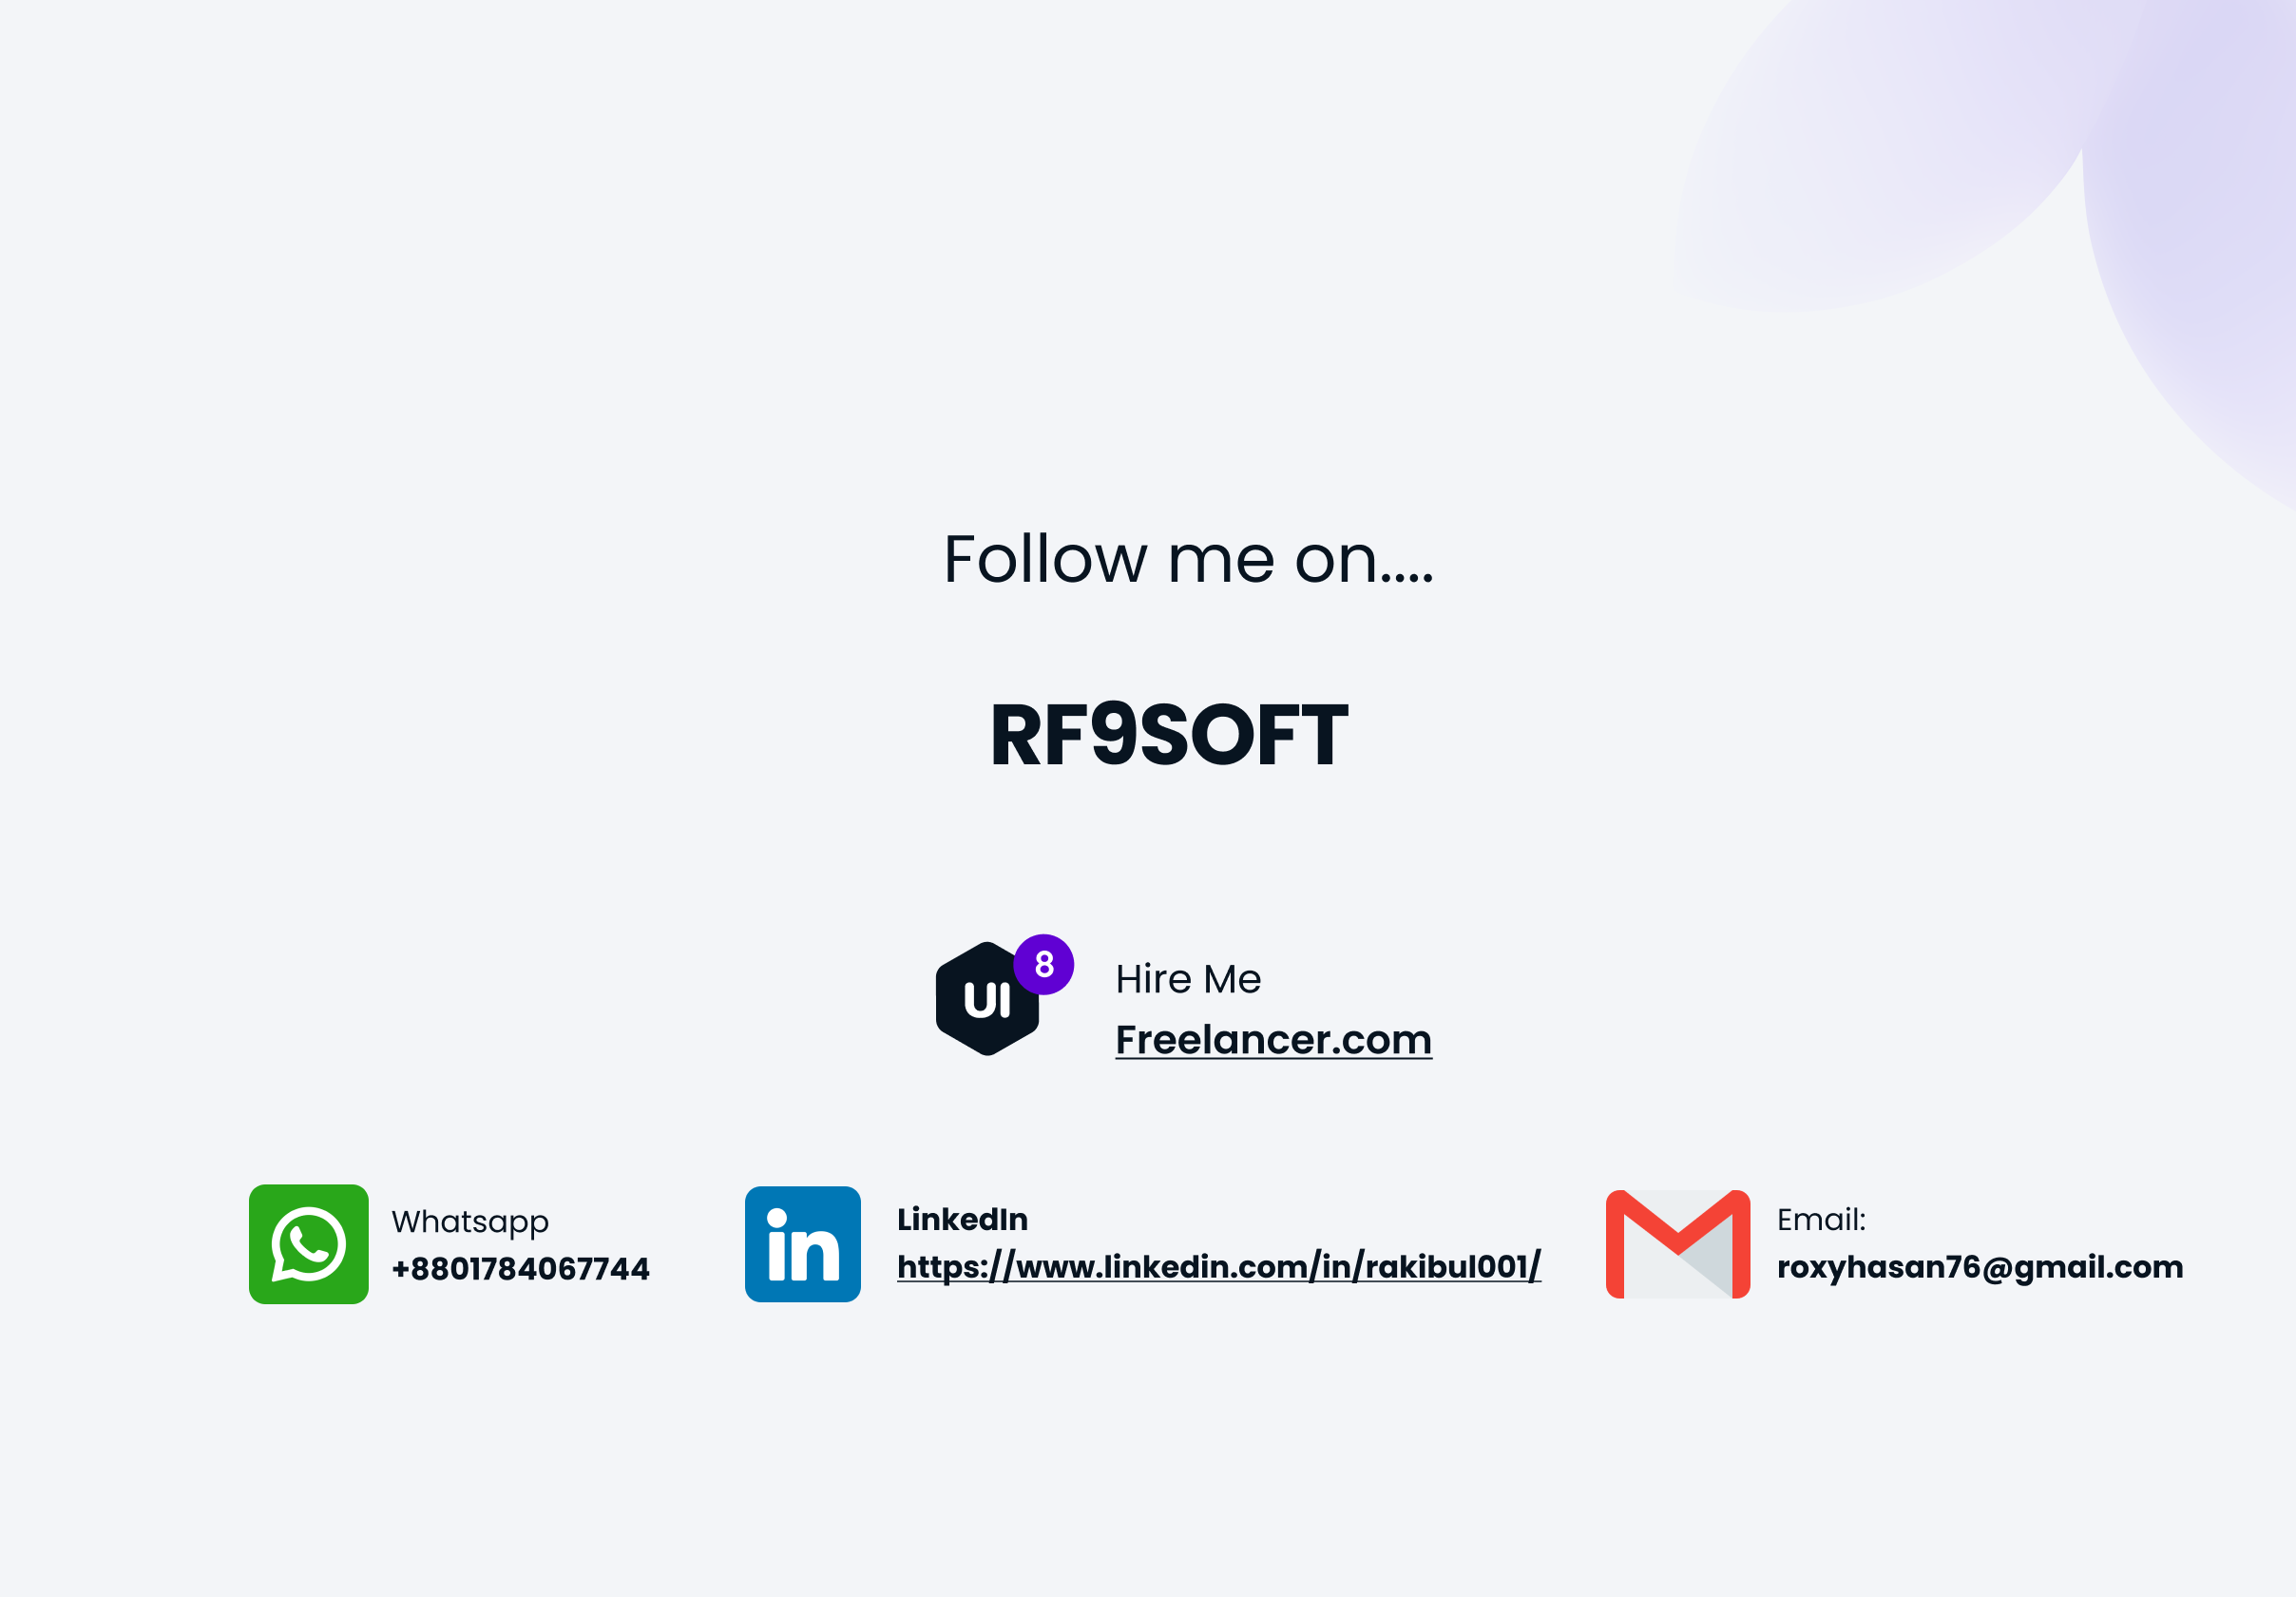 Follow me on....
RF9SOFT
UI 8
Hire Me
Freelancer.com
Whatsapp
+8801784067744
in
LinkedIn
https://www.linkedin.com/in/rakibul001/
Email:
roxyhasan76@gmail.com